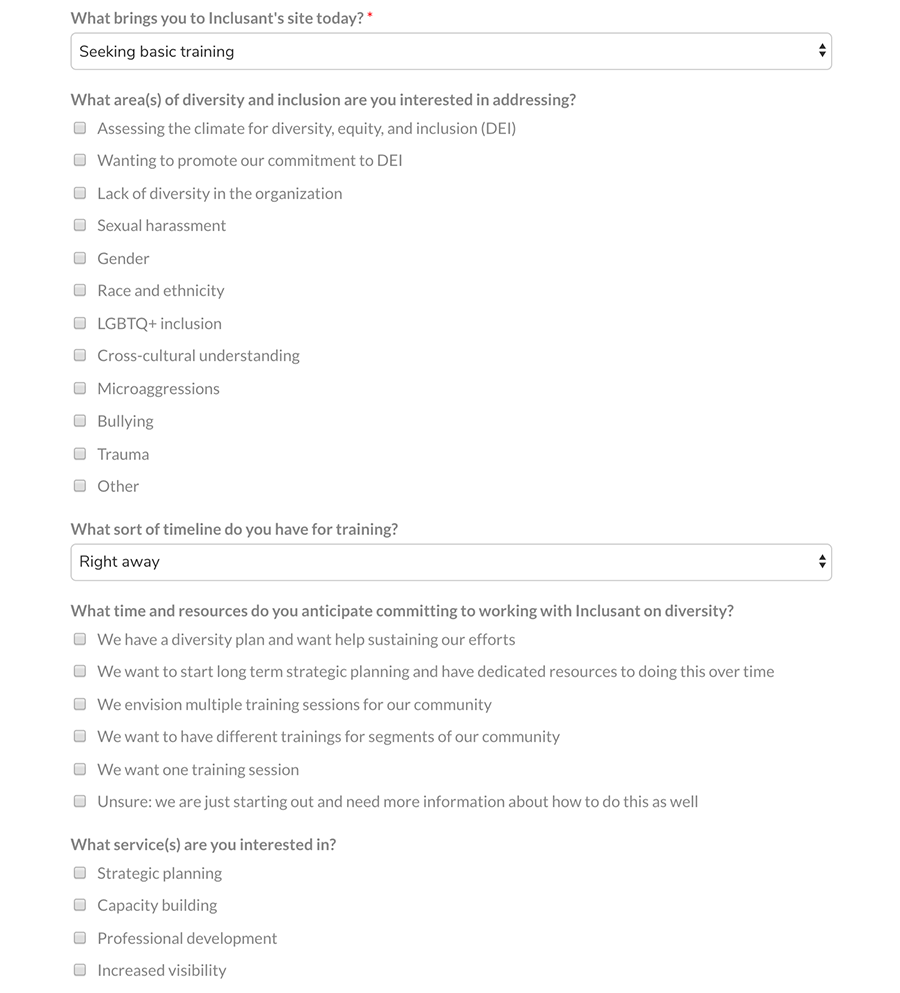 What brings you to Inclusant's site today? *
Seeking basic training
What area(s) of diversity and inclusion are you interested in addressing?
Assessing the climate for diversity, equity, and inclusion (DEI)
Wanting to promote our commitment to DEI
Lack of diversity in the organization
Sexual harassment
Gender
Race and ethnicity
LGBTQ+ inclusion
Cross-cultural understanding
Microaggressions
Bullying
Trauma
Other
What sort of timeline do you have for training?
Right away
What time and resources do you anticipate committing to working with Inclusant on diversity?
We have a diversity plan and want help sustaining our efforts
We want to start long term strategic planning and have dedicated resources to doing this over time
We envision multiple training sessions for our community
We want to have different trainings for segments of our community
We want one training session
Unsure: we are just starting out and need more information about how to do this as well
What service(s) are you interested in?
Strategic planning
Capacity building
Professional development
Increased visibility